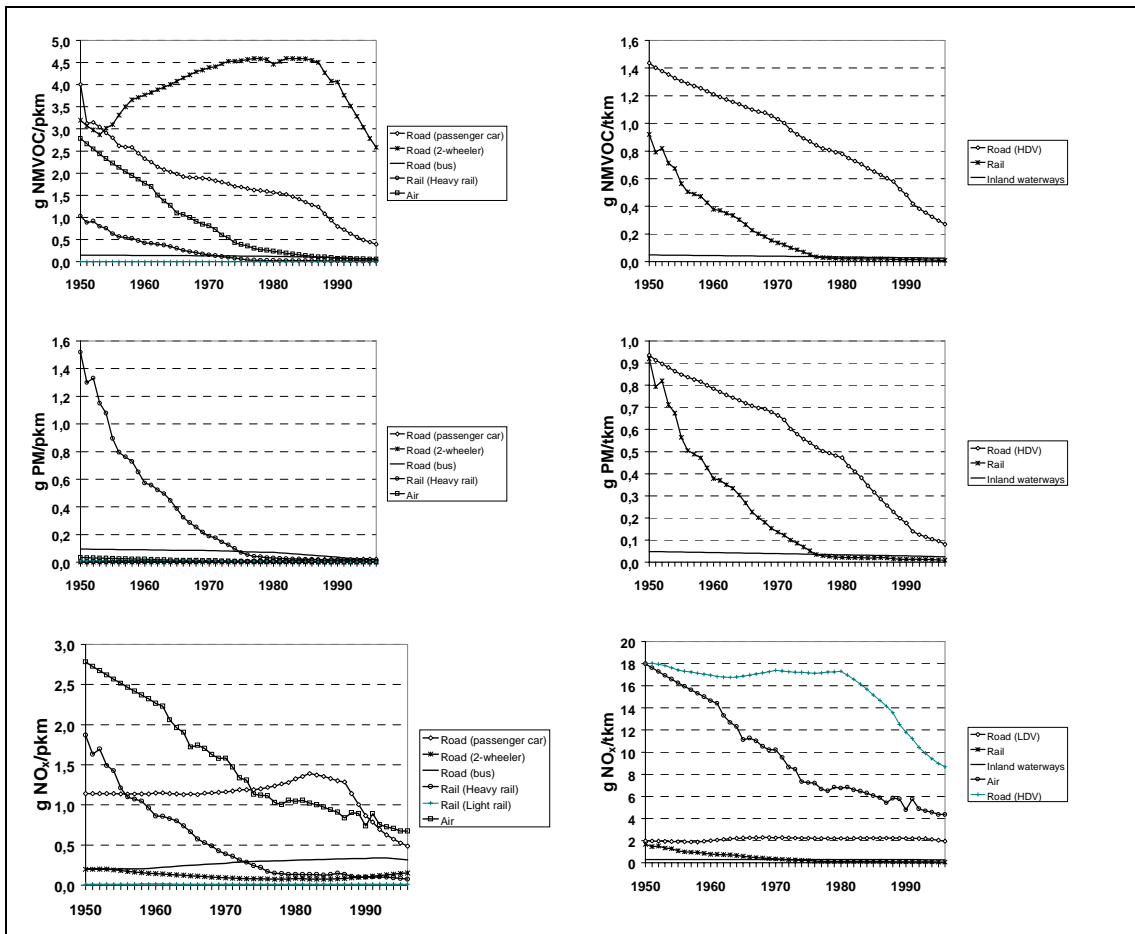 g NMVOC/pkm
5,0
4,5
4,0
3,5
3,0
2,5
2,0
1,5
1,0
0,5
0,0
1950 1960 1970 1980 1990
Road (passenger car)
Road (2-wheeler)
Road (bus)
Rail (Heavy rail)
Air
g NMVOC/tkm
1,6
1,4
1,2
1,0
0,8
0,6
0,4
0,2
0,0
1950 1960 1970 1980 1990
Road (HDV)
Rail
Inland waterways
g PM/pkm
1,6
1,4
1,2
1,0
0,8
0,6
0,4
0,2
0,0
1950 1960 1970 1980 1990
Road (passenger car)
Road (2-wheeler)
Road (bus)
Rail (Heavy rail)
Air
g PM/tkm
1,0
0,9
0,8
0,7
0,6
0,5
0,4
0,3
0,2
0,1
0,0
1950 1960 1970 1980 1990
Road (HDV)
Rail
Inland waterways
g NOx/pkm
3,0
2,5
2,0
1,5
1,0
0,5
0,0
1950 1960 1970 1980 1990
Road (passenger car)
Road (2-wheeler)
Road (bus)
Rail (Heavy rail)
Rail (Light rail)
Air
g NOx/tkm
20
18
16
14
12
10
8
6
4
2
0
1950 1960 1970 1980 1990
Road (LDV)
Rail
Inland waterways
Air
Road (HDV)